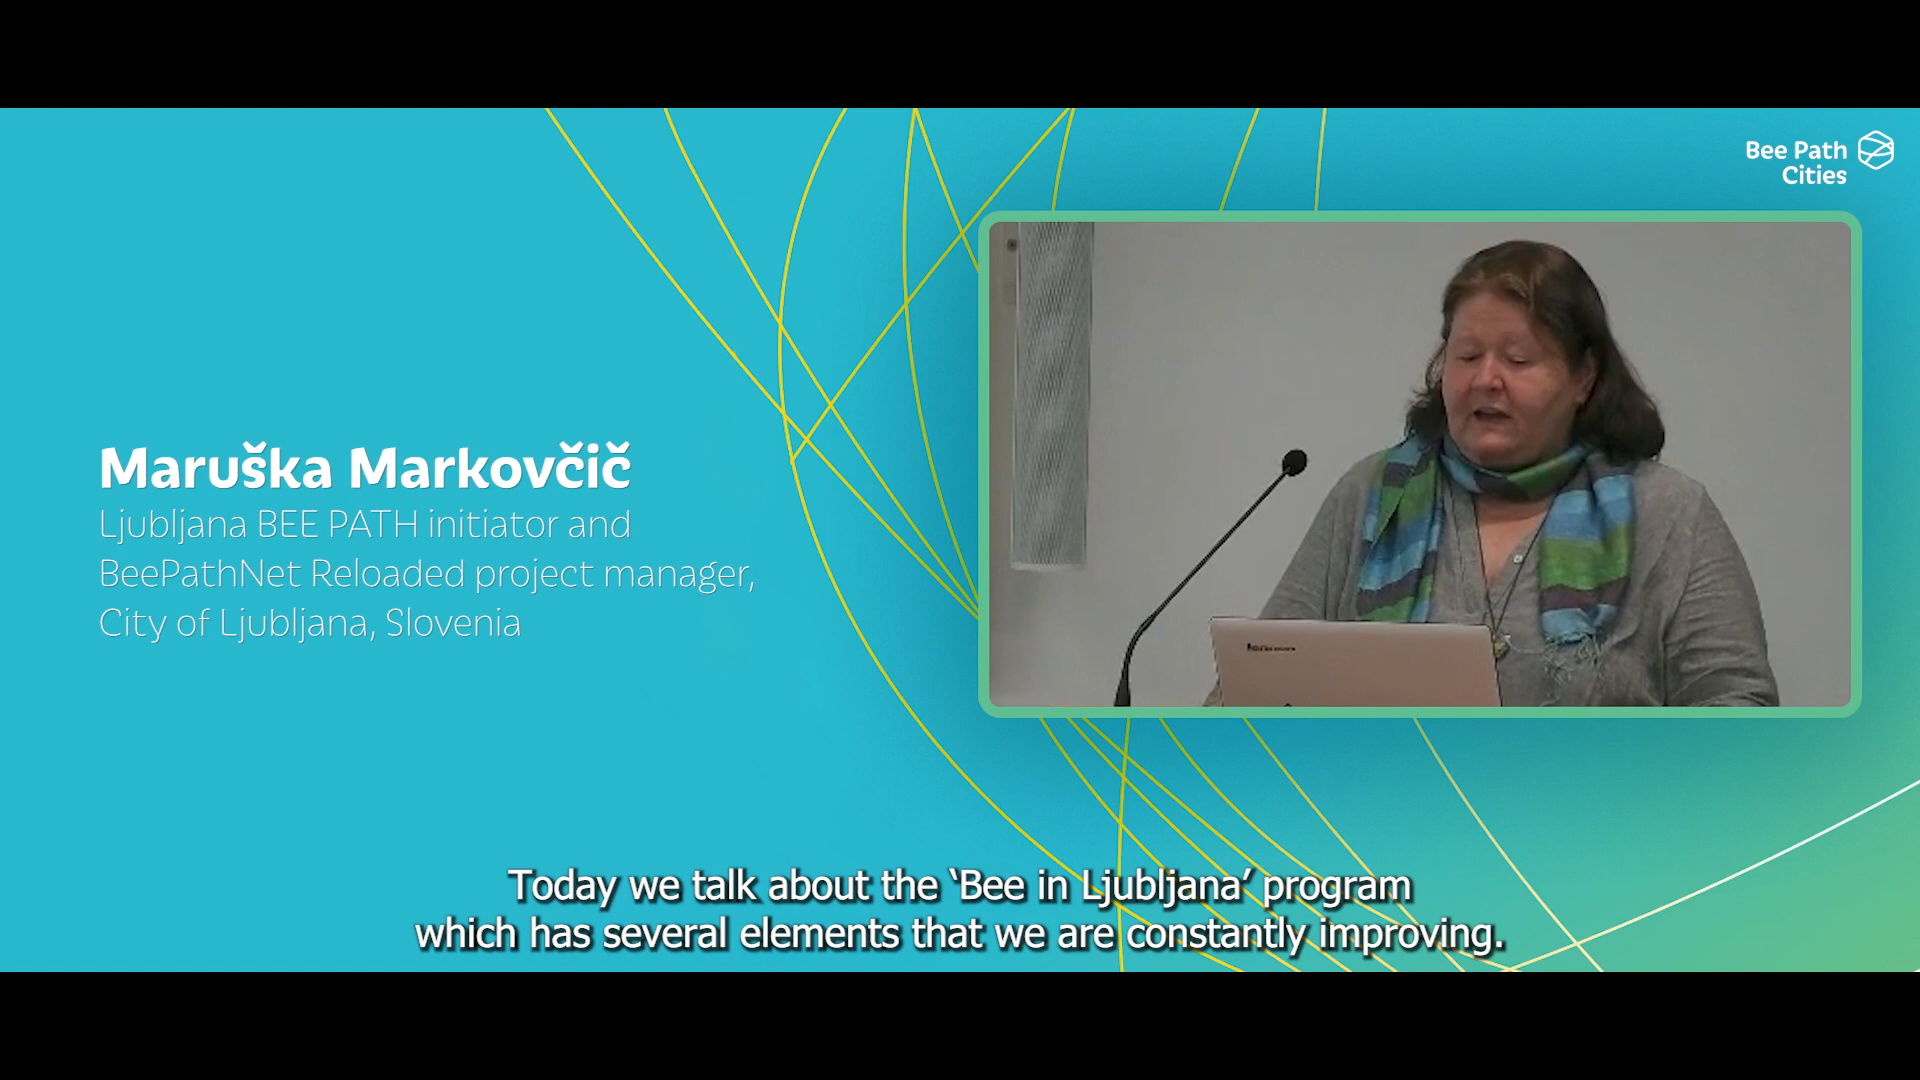 Bee Path
Cities
Maruška Markovčič
Ljubljana BEE PATH initiator and
BeePathNet Reloaded project manager,
City of Ljubljana, Slovenia
Today we talk about the ‘Bee in Ljubljana’ program
which has several elements that we are constantly improving.